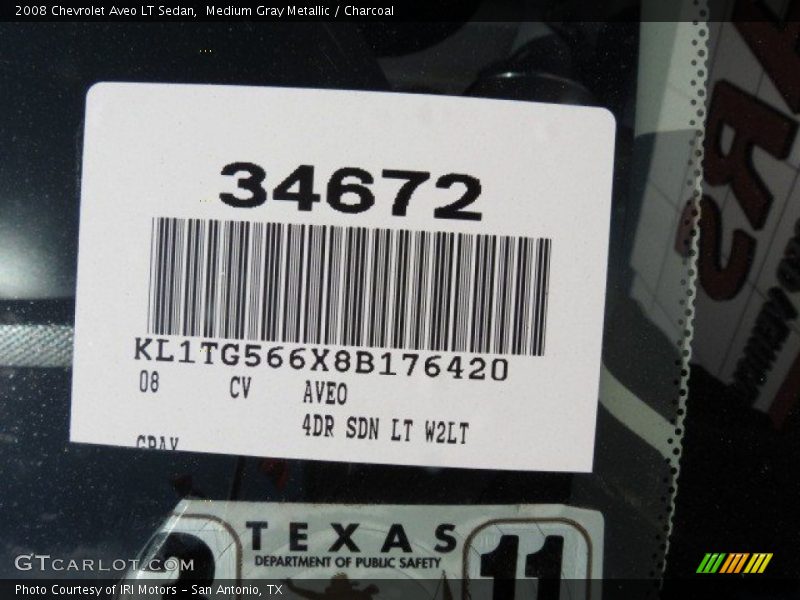 2008 Chevrolet Aveo LT Sedan, Medium Gray Metallic / Charcoal
34672
KL1TG566X8B176420
08 CV AVEO
4DR SDN LT W2LT
GRAY
TEXAS
DEPARTMENT OF PUBLIC SAFETY
11
GTCARLOT.COM
Photo Courtesy of IRI Motors - San Antonio, TX